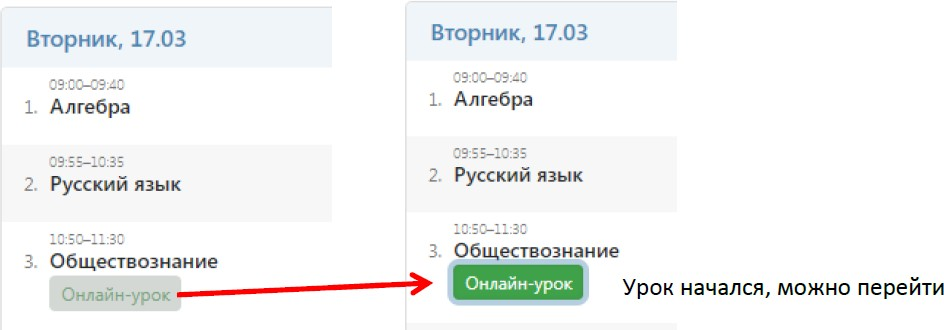 Вторник, 17.03
09:00–09:40
1. Алгебра
09:55–10:35
2. Русский язык
10:50–11:30
3. Обществознание
Онлайн-урок
Вторник, 17.03
09:00–09:40
1. Алгебра
09:55–10:35
2. Русский язык
10:50–11:30
3. Обществознание
Онлайн-урок
Урок начался, можно перейти